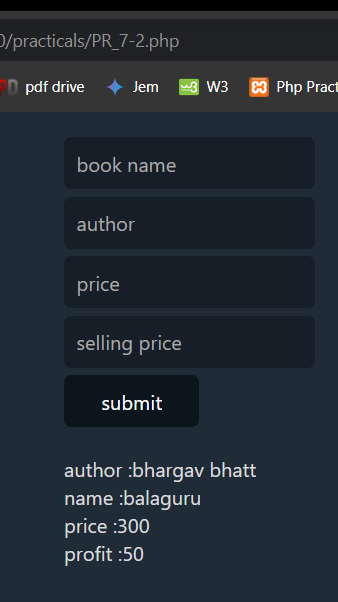 0/practicals/PR_7-2.php
pdf drive Jem W3 Php Pract
book name
author
price
selling price
submit
author :bhargav bhatt
name :balaguru
price :300
profit :50